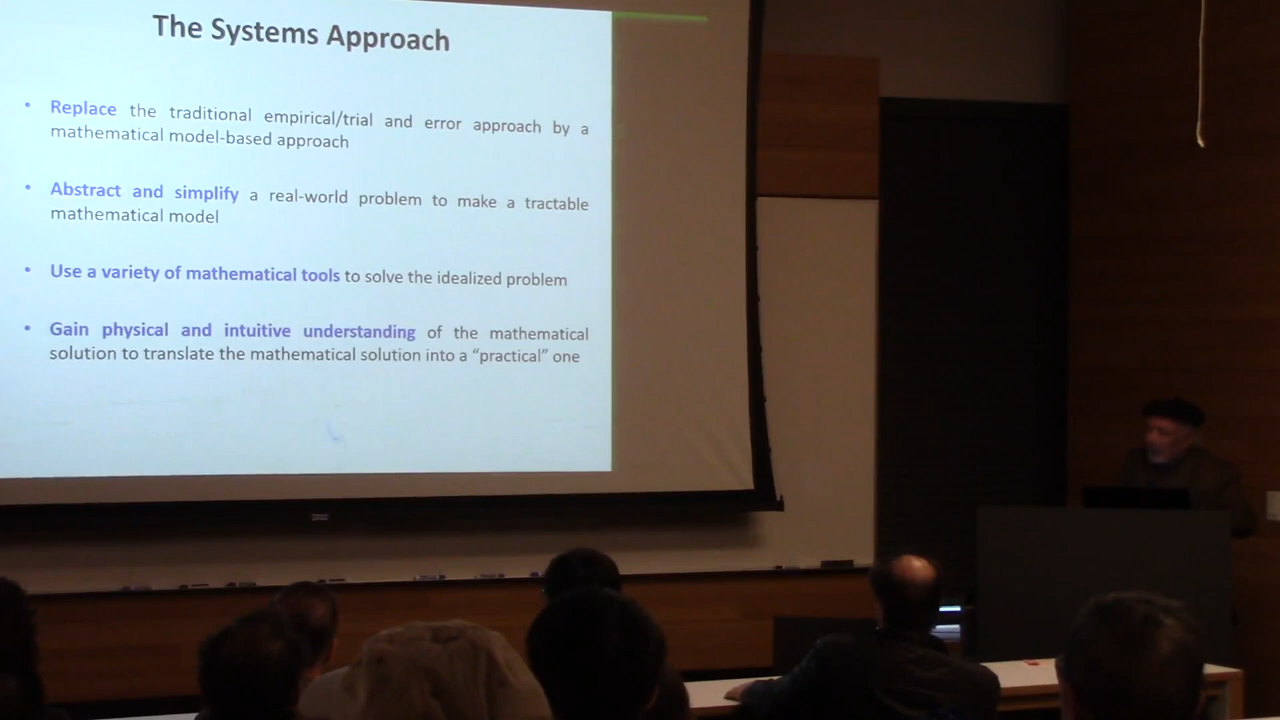 The Systems Approach
• Replace the traditional empirical/trial and error approach by a
mathematical model-based approach
• Abstract and simplify a real-world problem to make a tractable
mathematical model
• Use a variety of mathematical tools to solve the idealized problem
• Gain physical and intuitive understanding of the mathematical
solution to translate the mathematical solution into a “practical” one